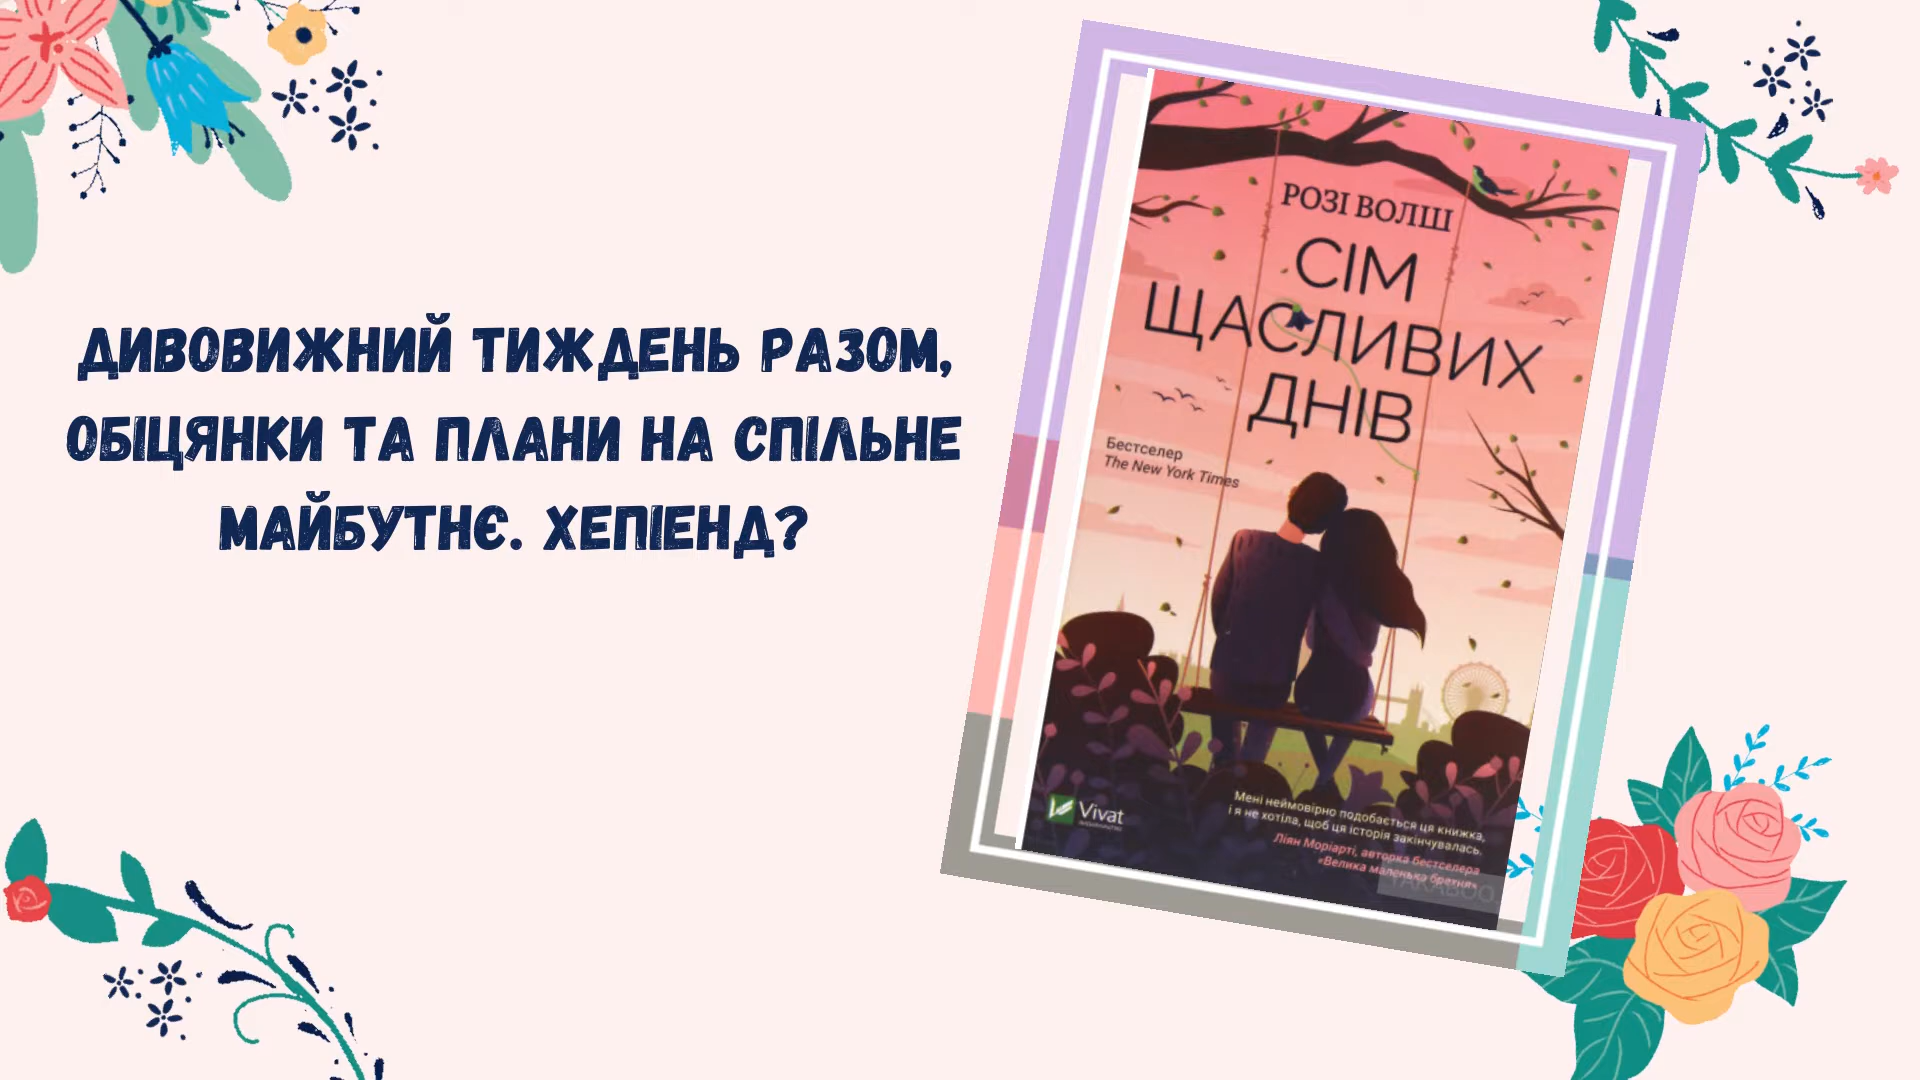 ДИВОВИЖНИЙ ТИЖДЕНЬ РАЗОМ,
ОБІЦЯНКИ ТА ПЛАНИ НА СПІЛЬНЕ
МАЙБУТНЄ. ХЕПІЕНД?
РОЗІ ВОЛШ
СІМ
ЩАСЛИВИХ
ДНІВ
Бестселер
The New York Times
Vivat
Мені неймовірно подобається ця книжка,
і я не хотіла, щоб ця історія закінчувалась.
Ліян Моріарті, авторка бестселера
«Велика маленька брехня»